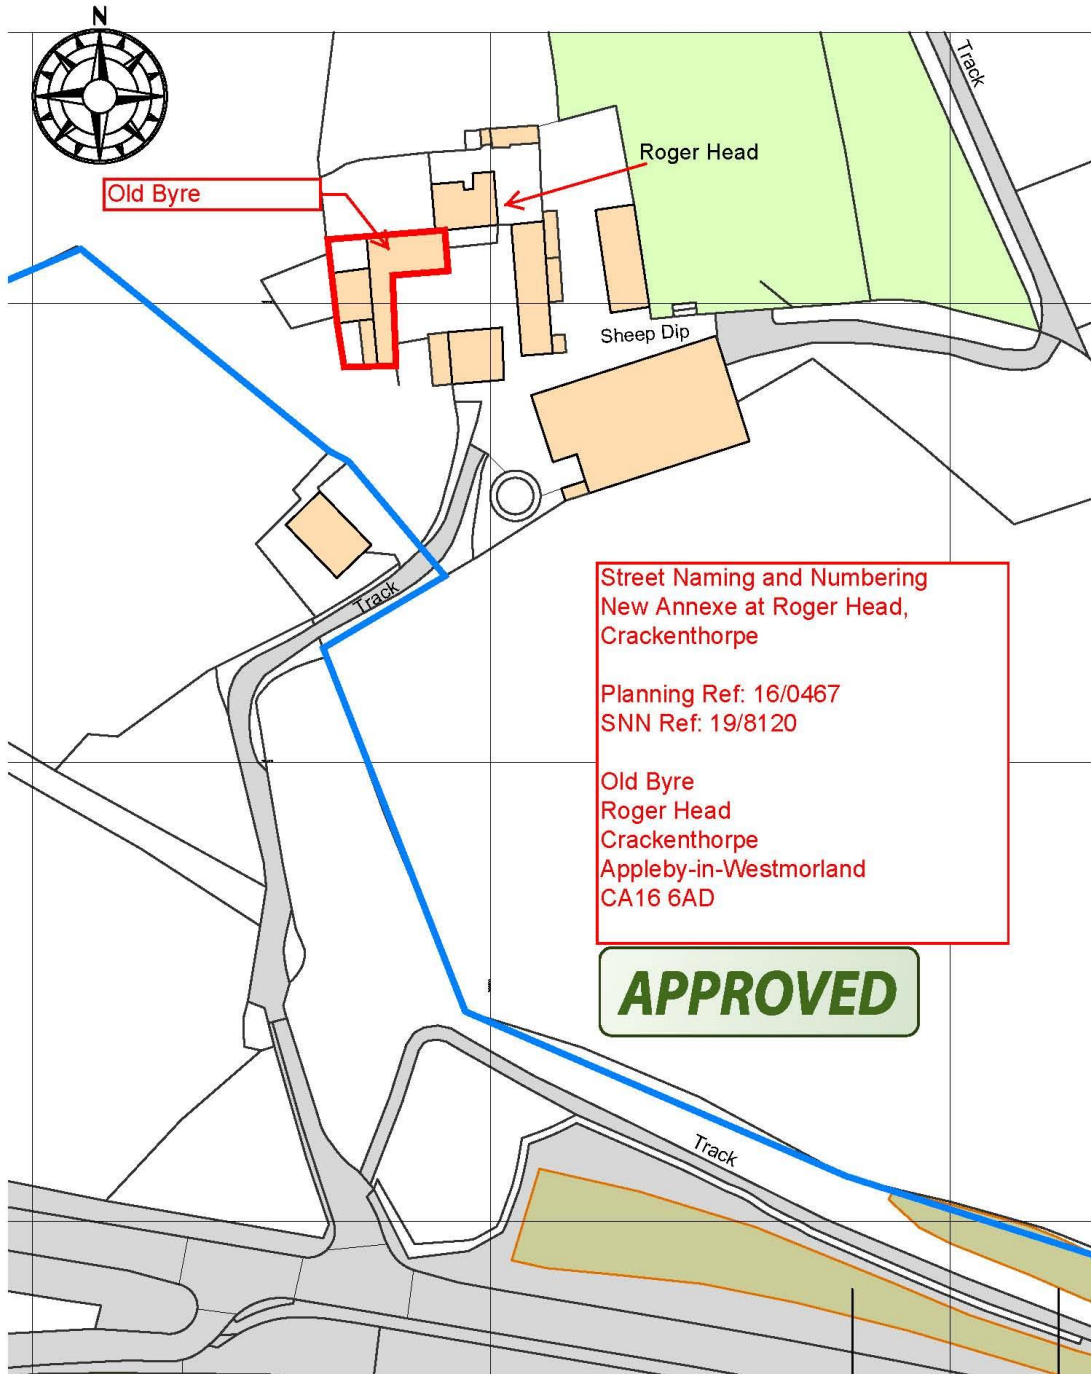 N
Track
Roger Head
Old Byre
Sheep Dip
Track
Street Naming and Numbering
New Annexe at Roger Head,
Crackenthorpe
Planning Ref: 16/0467
SNN Ref: 19/8120
Old Byre
Roger Head
Crackenthorpe
Appleby-in-Westmorland
CA16 6AD
APPROVED
Track